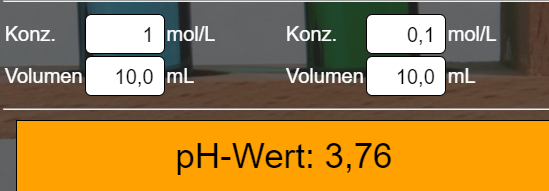 Konz. 1 mol/L Konz. 0,1 mol/L
Volumen 10,0 mL Volumen 10,0 mL
pH-Wert: 3,76